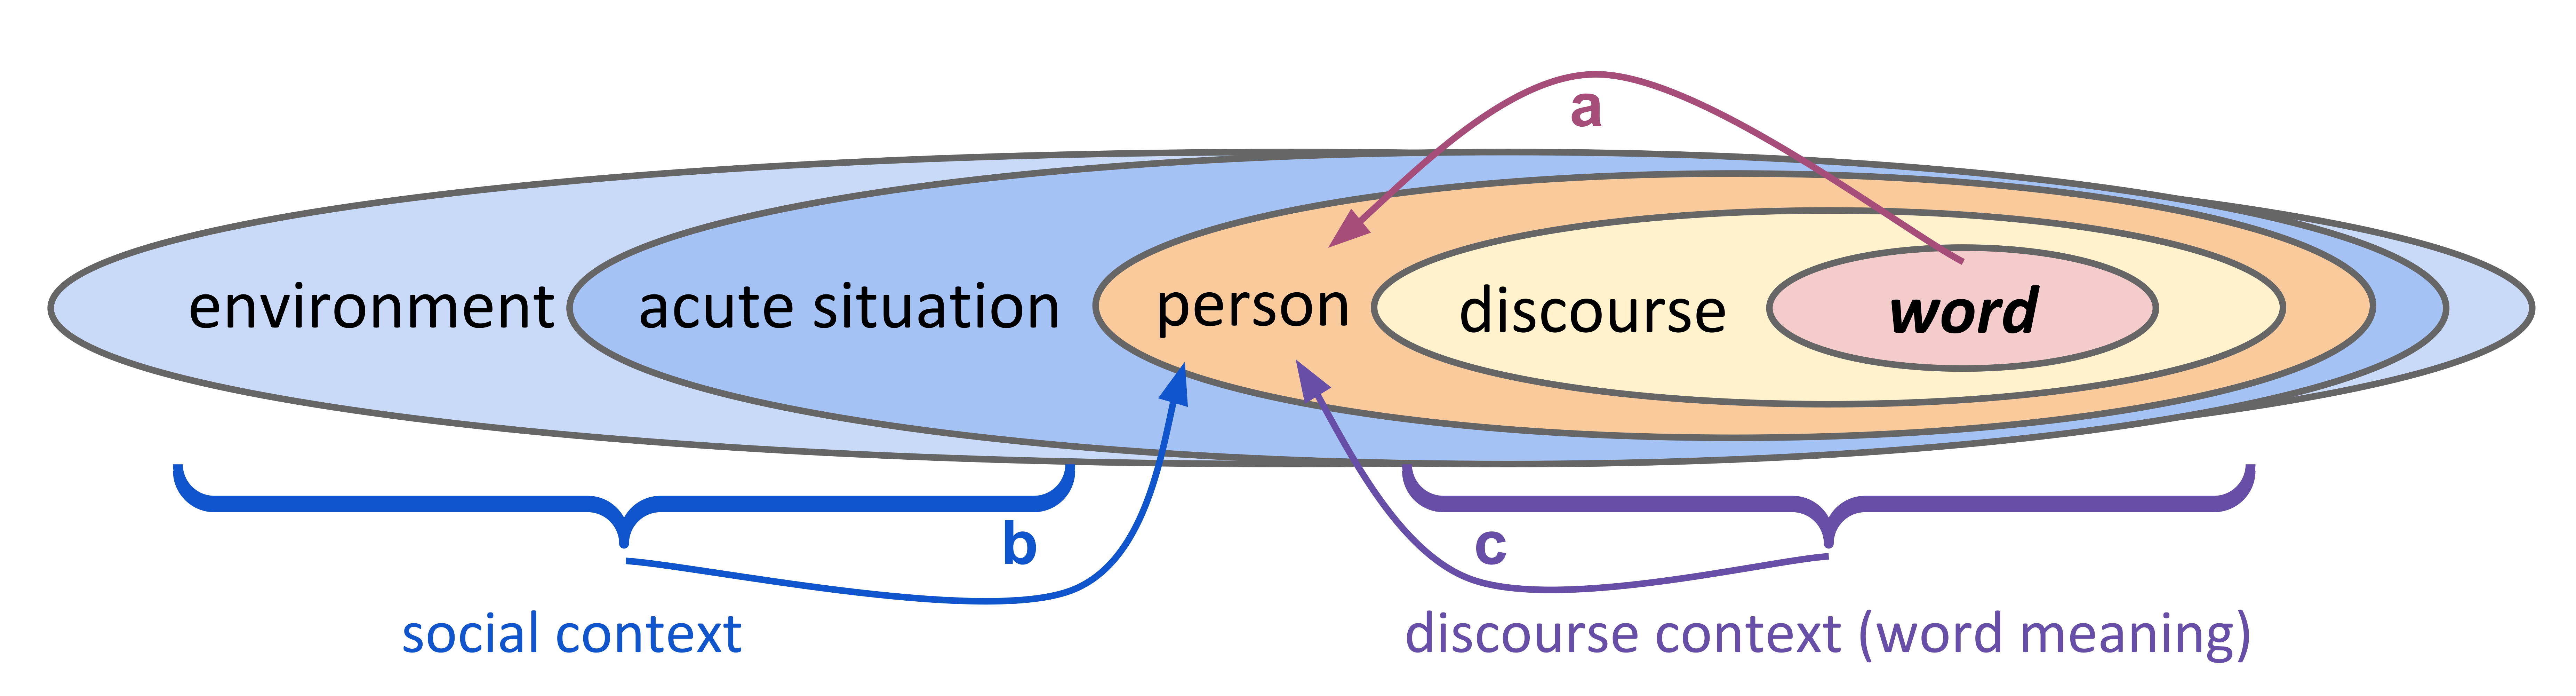 a
environment acute situation person discourse word
b c
social context discourse context (word meaning)